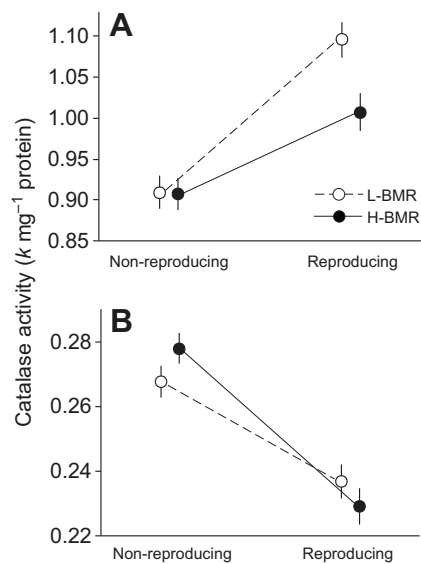 A
1.10
1.05
1.00
0.95
0.90
0.85
L-BMR
H-BMR
Non-reproducing Reproducing
Catalase activity (k mg⁻¹ protein)
B
0.28
0.26
0.24
0.22
Non-reproducing Reproducing